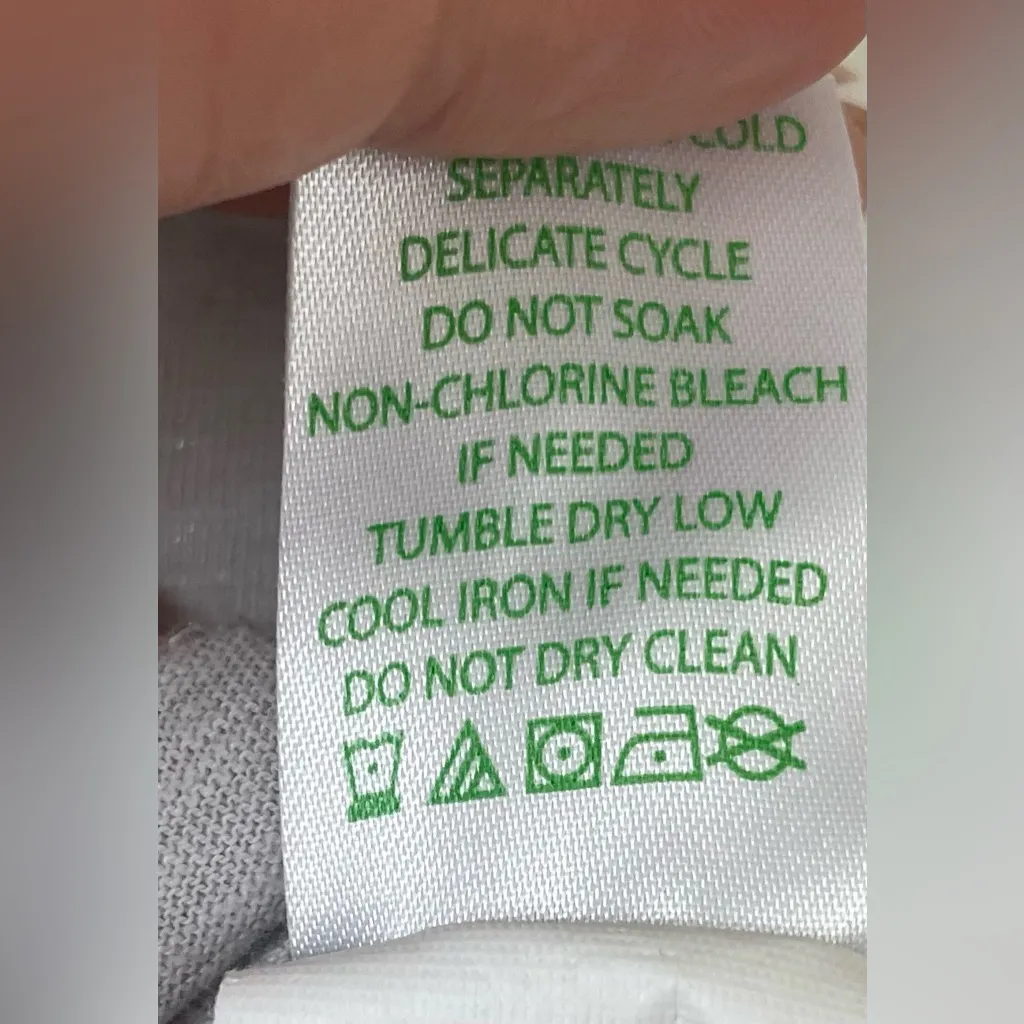 COLD
SEPARATELY
DELICATE CYCLE
DO NOT SOAK
NON-CHLORINE BLEACH
IF NEEDED
TUMBLE DRY LOW
COOL IRON IF NEEDED
DO NOT DRY CLEAN